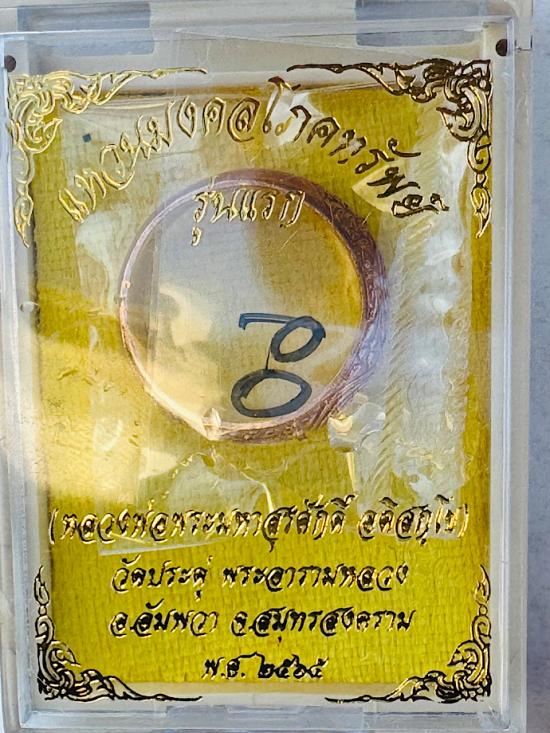 แหวนมงคลโภคทรัพย์
รุ่นแรก
(หลวงพ่อพระมหาสุรศักดิ์ อติสกฺโข)
วัดประดู่ พระอารามหลวง
อ.อัมพวา จ.สมุทรสงคราม
พ.ศ. ๒๕๖๕